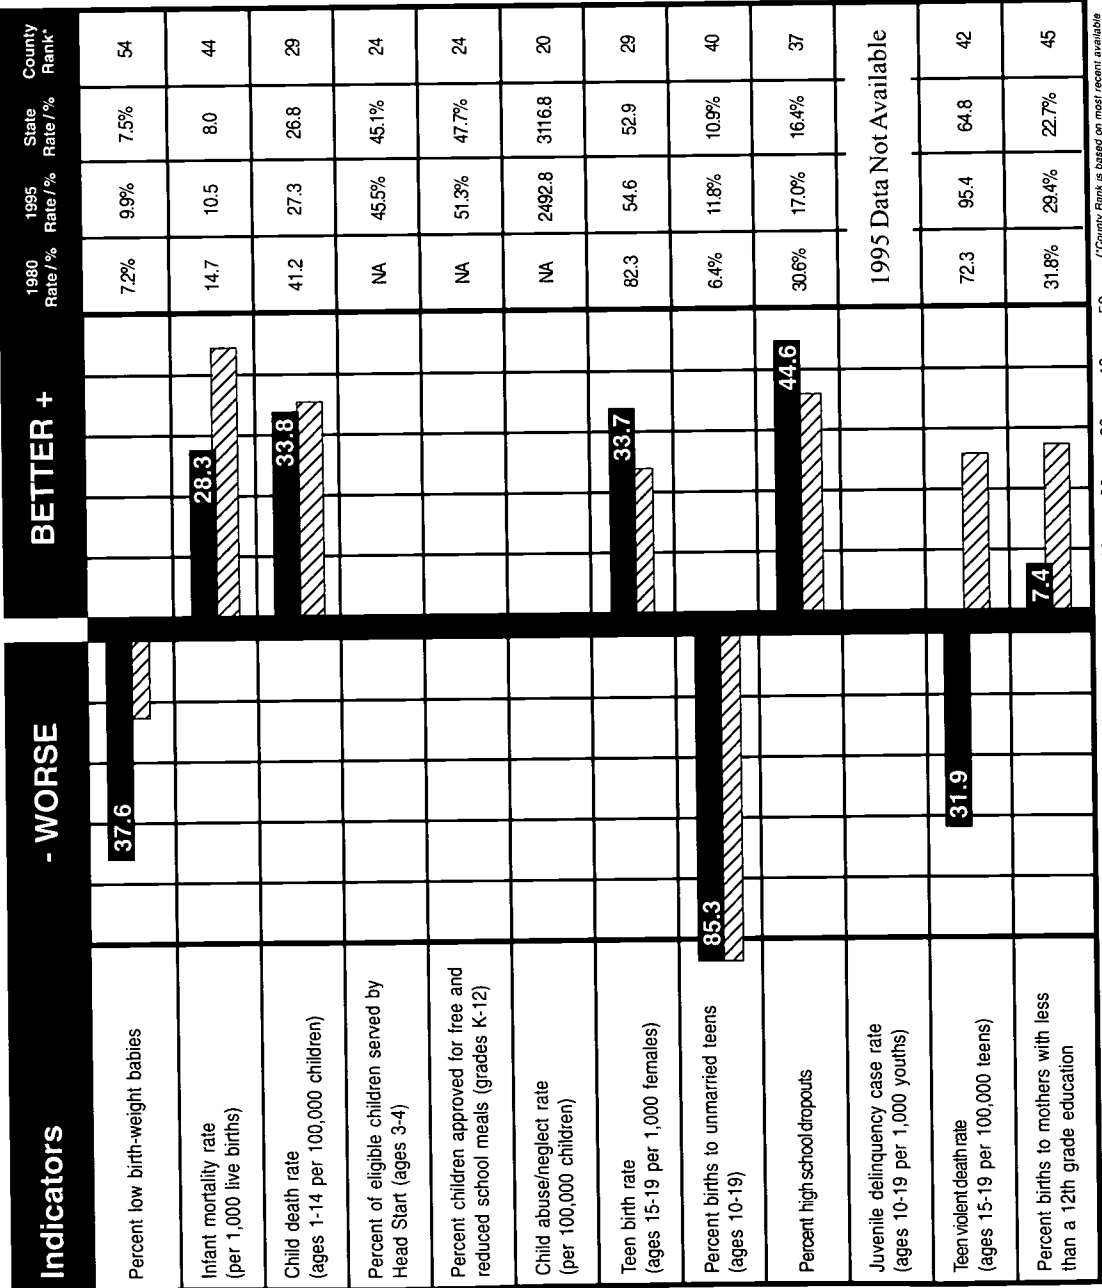 Indicators
- WORSE
BETTER +
1980
Rate / %
1995
Rate / %
State
Rate / %
County
Rank*
Percent low birth-weight babies
37.6
7.2%
9.9%
7.5%
54
Infant mortality rate
(per 1,000 live births)
28.3
14.7
10.5
8.0
44
Child death rate
(ages 1-14 per 100,000 children)
33.8
41.2
27.3
26.8
29
Percent of eligible children served by
Head Start (ages 3-4)
NA
45.5%
45.1%
24
Percent children approved for free and
reduced school meals (grades K-12)
NA
51.3%
47.7%
24
Child abuse/neglect rate
(per 100,000 children)
NA
2492.8
3116.8
20
Teen birth rate
(ages 15-19 per 1,000 females)
33.7
82.3
54.6
52.9
29
Percent births to unmarried teens
(ages 10-19)
85.3
6.4%
11.8%
10.9%
40
Percent high school dropouts
44.6
30.6%
17.0%
16.4%
37
Juvenile delinquency case rate
(ages 10-19 per 1,000 youths)
1995 Data Not Available
Teen violent death rate
(ages 15-19 per 100,000 teens)
31.9
72.3
95.4
64.8
42
Percent births to mothers with less
than a 12th grade education
7.4
31.8%
29.4%
22.7%
45
(*County Rank is based on most recent available